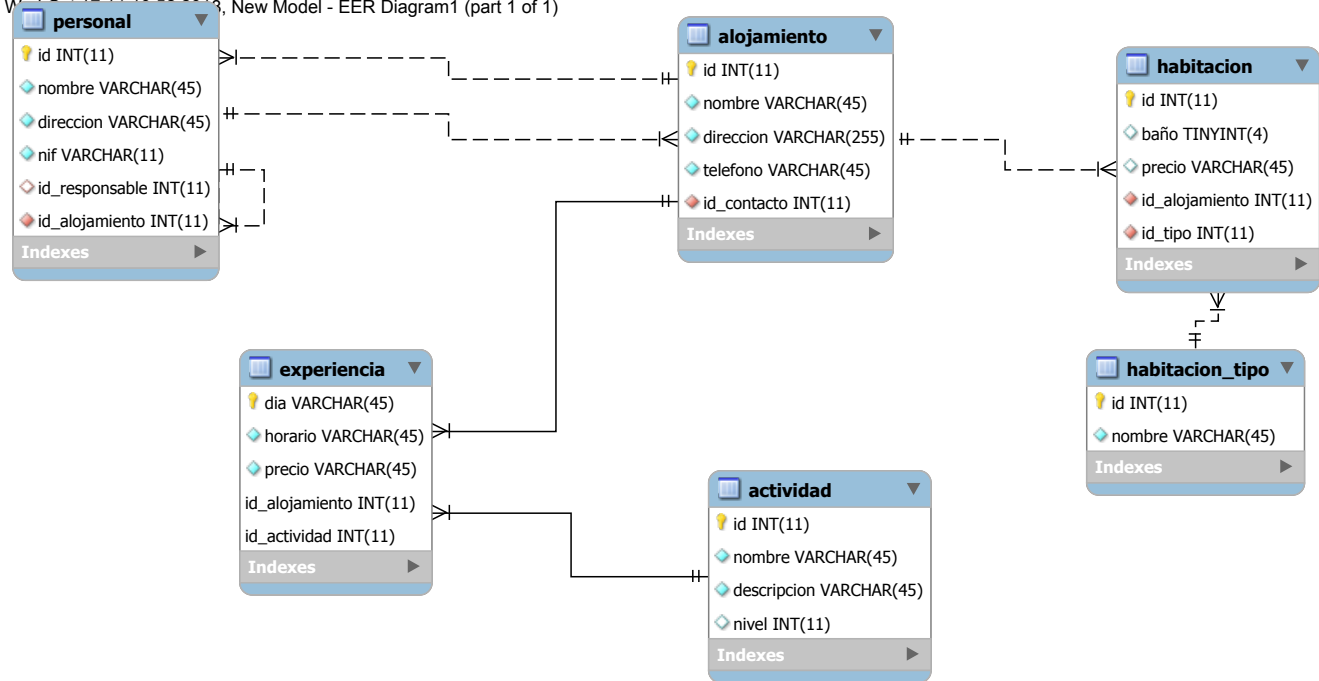 , New Model - EER Diagram1 (part 1 of 1)
personal
id INT(11)
nombre VARCHAR(45)
direccion VARCHAR(45)
nif VARCHAR(11)
id_responsable INT(11)
id_alojamiento INT(11)
Indexes
alojamiento
id INT(11)
nombre VARCHAR(45)
direccion VARCHAR(255)
telefono VARCHAR(45)
id_contacto INT(11)
Indexes
habitacion
id INT(11)
baño TINYINT(4)
precio VARCHAR(45)
id_alojamiento INT(11)
id_tipo INT(11)
Indexes
experiencia
dia VARCHAR(45)
horario VARCHAR(45)
precio VARCHAR(45)
id_alojamiento INT(11)
id_actividad INT(11)
Indexes
habitacion_tipo
id INT(11)
nombre VARCHAR(45)
Indexes
actividad
id INT(11)
nombre VARCHAR(45)
descripcion VARCHAR(45)
nivel INT(11)
Indexes